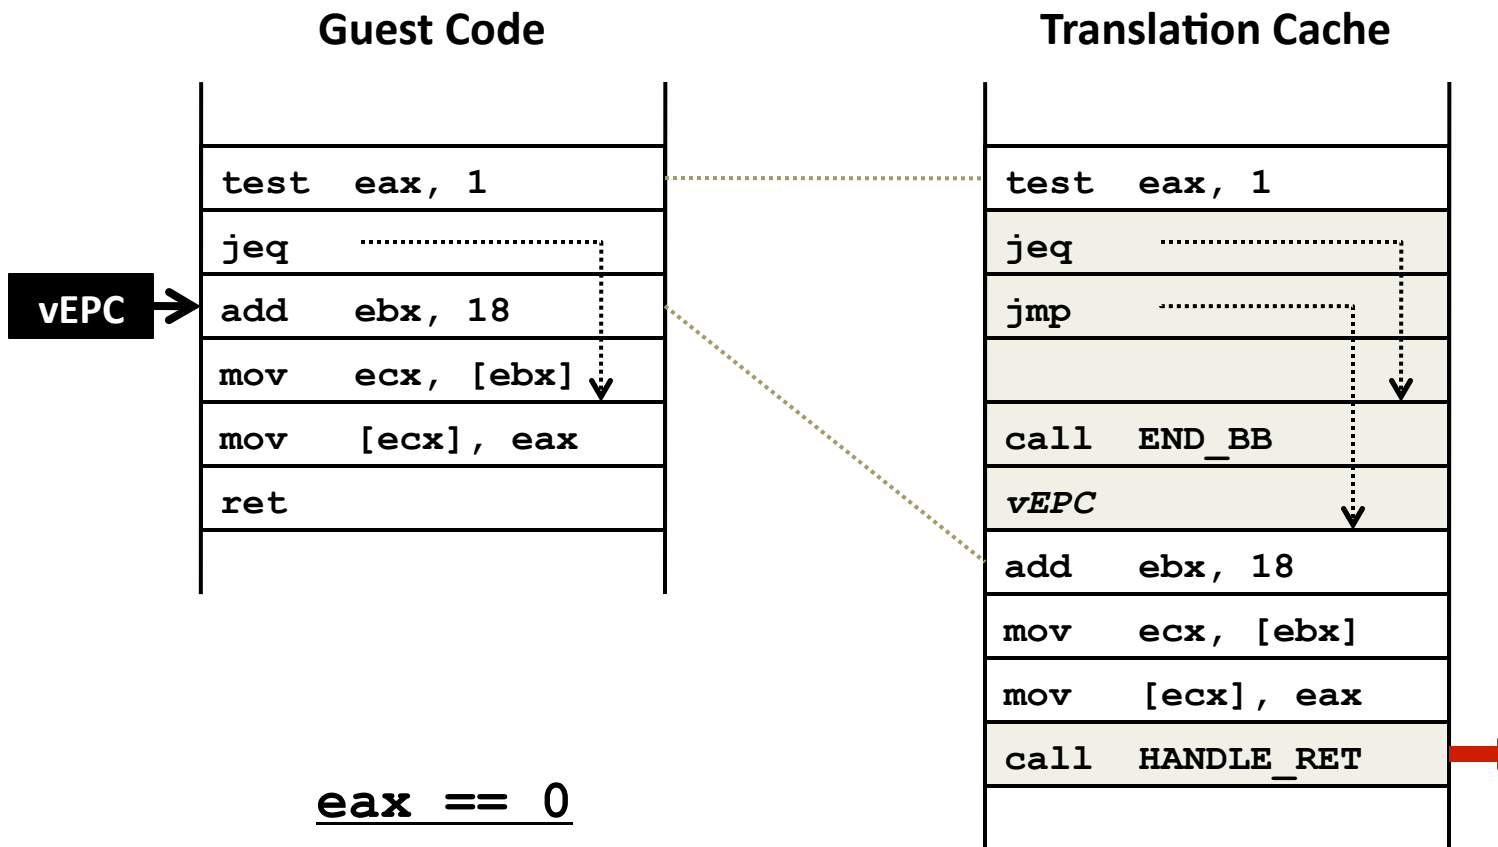 Guest Code
test eax, 1
jeq
vEPC
add ebx, 18
mov ecx, [ebx]
mov [ecx], eax
ret
eax == 0
Translation Cache
test eax, 1
jeq
jmp
call END_BB
vEPC
add ebx, 18
mov ecx, [ebx]
mov [ecx], eax
call HANDLE_RET